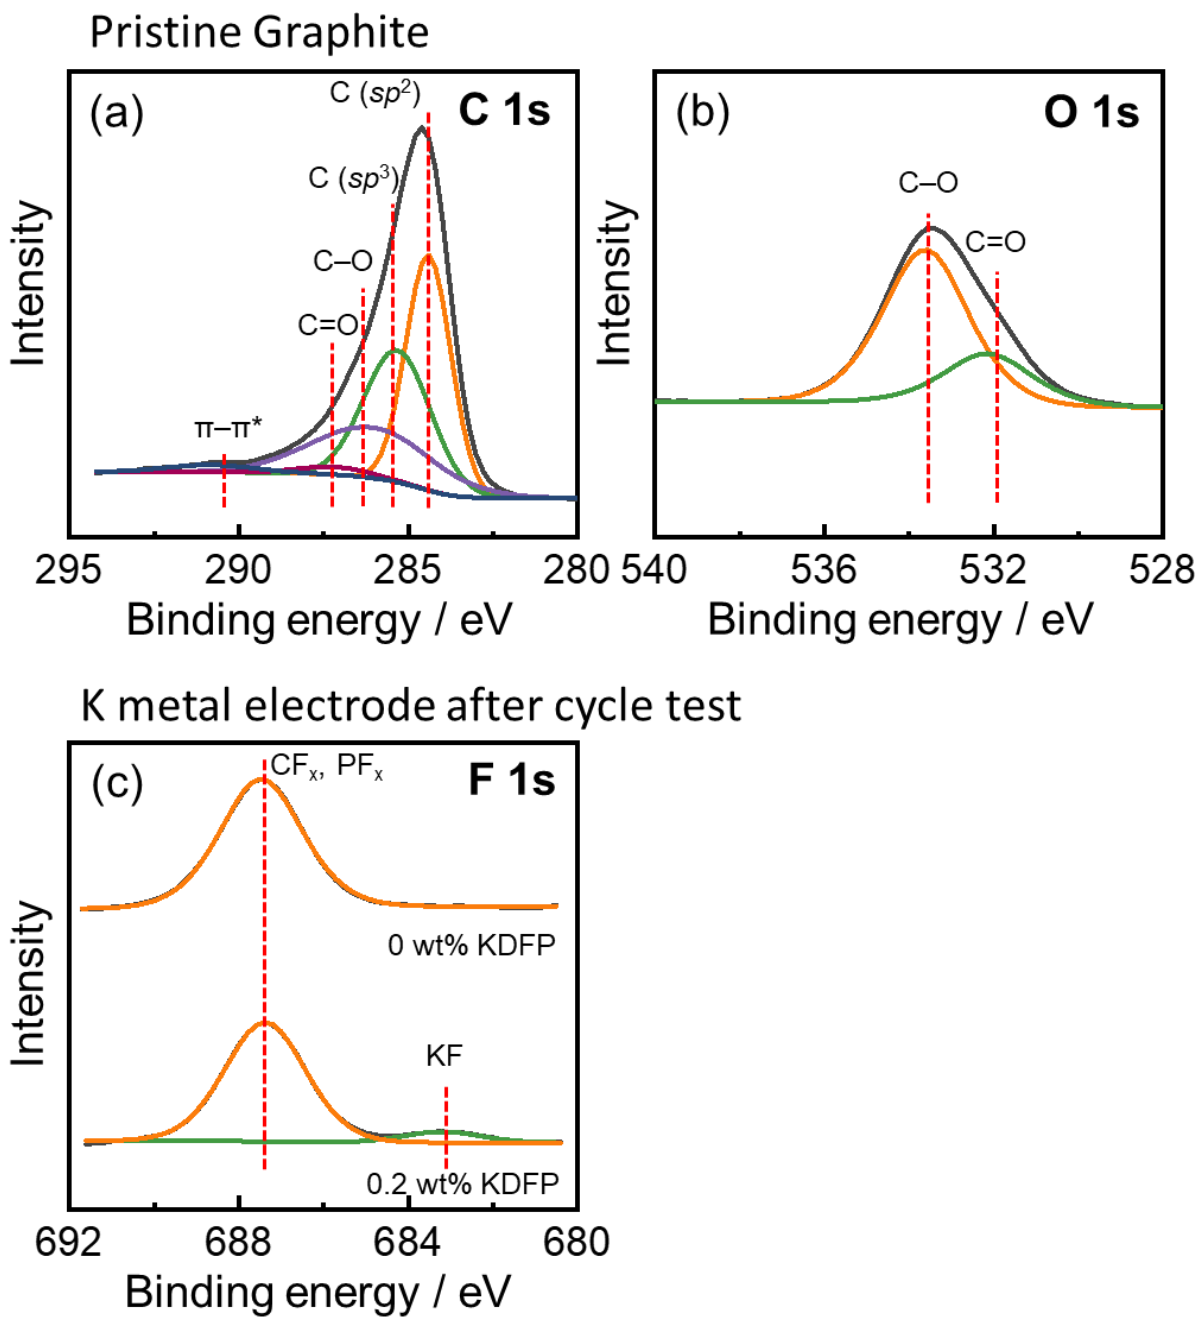 Pristine Graphite
(a)
C (sp²)
C 1s
C (sp³)
C–O
C=O
π–π*
Intensity
295 290 285 280
Binding energy / eV
(b)
O 1s
C–O
C=O
Intensity
540 536 532 528
Binding energy / eV
K metal electrode after cycle test
(c)
CFₓ, PFₓ
F 1s
0 wt% KDFP
KF
0.2 wt% KDFP
Intensity
692 688 684 680
Binding energy / eV